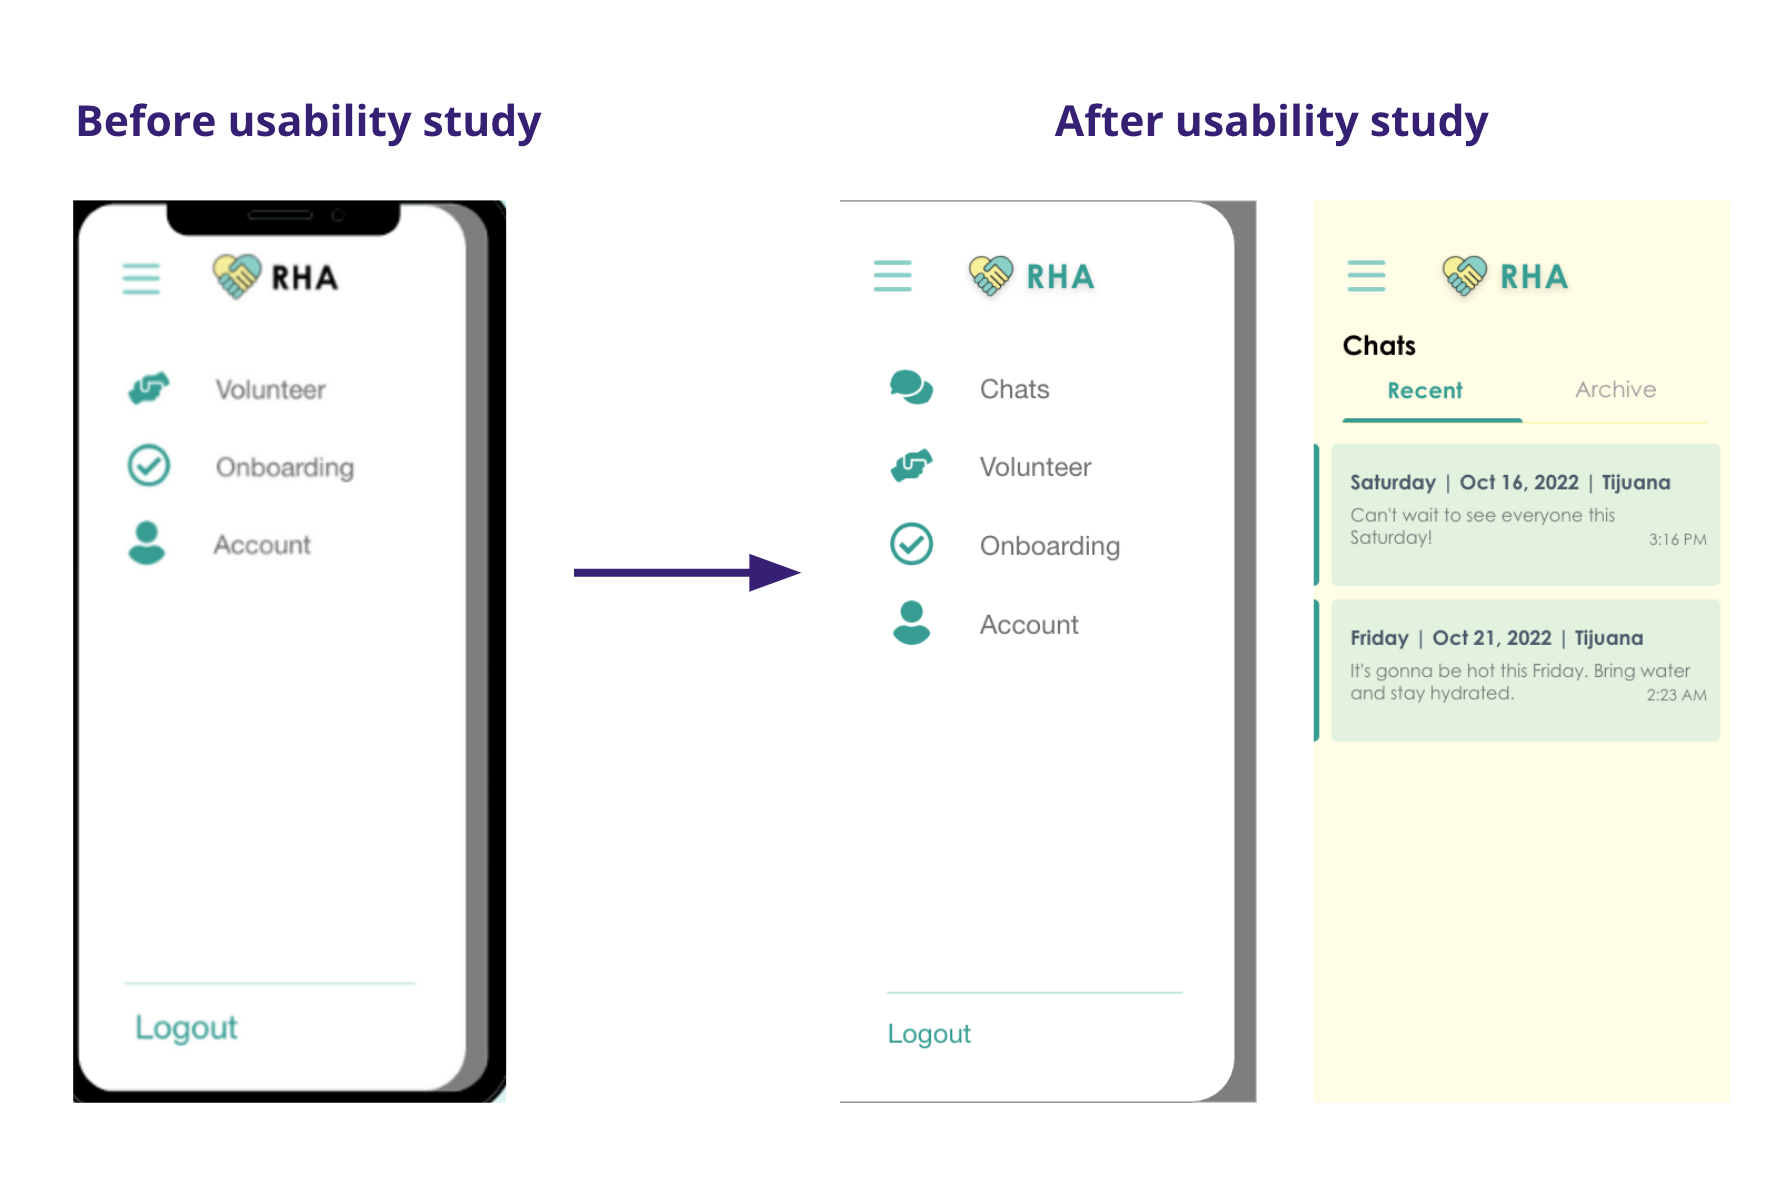 Before usability study
After usability study
RHA
Volunteer
Onboarding
Account
Logout
RHA
Chats
Volunteer
Onboarding
Account
Logout
RHA
Chats
Recent
Archive
Saturday | Oct 16, 2022 | Tijuana
Can't wait to see everyone this
Saturday!
3:16 PM
Friday | Oct 21, 2022 | Tijuana
It's gonna be hot this Friday. Bring water
and stay hydrated.
2:23 AM